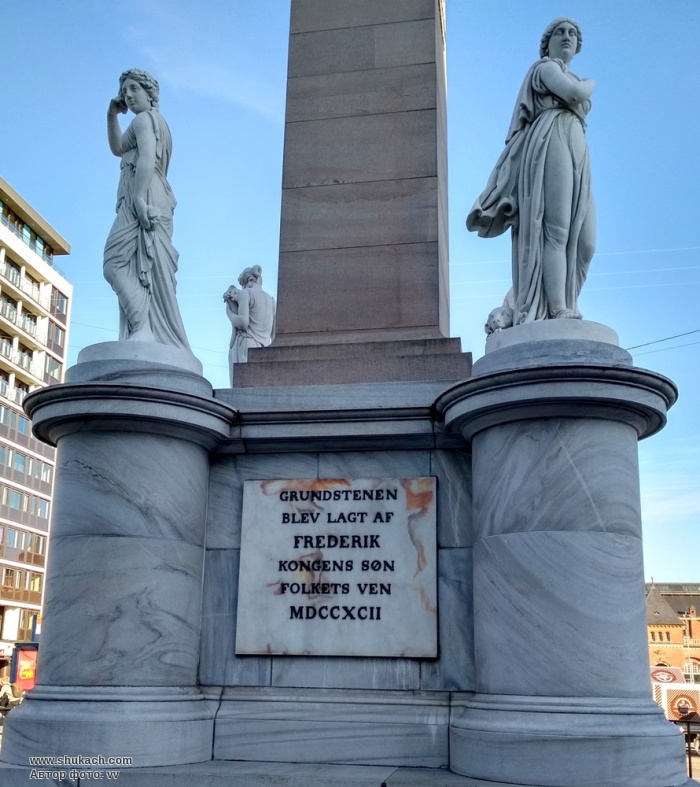 GRUNDSTENEN
BLEV LAGT AF
FREDERIK
KONGENS SØN
FOLKETS VEN
MDCCXCII
www.shukach.com
Автор фото: vv